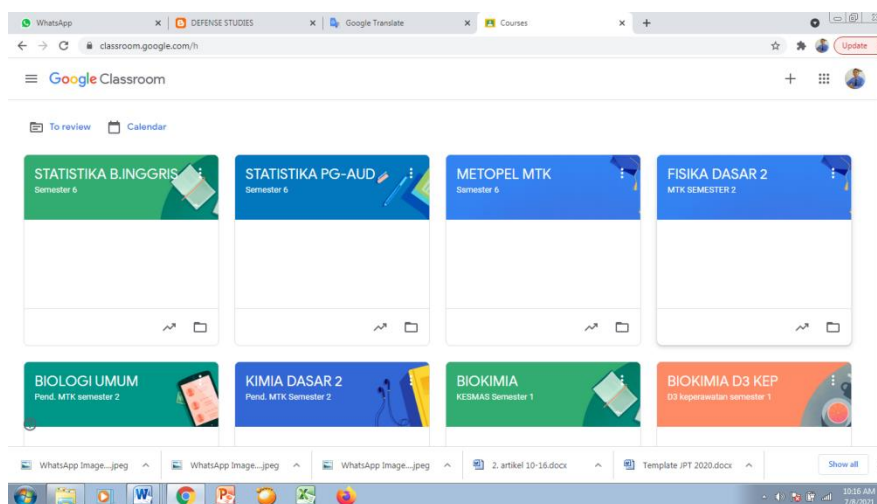 WhatsApp
DEFENSE STUDIES
Google Translate
Courses
classroom.google.com/h
Update
Google Classroom
To review
Calendar
STATISTIKA B.INGGRIS
Semester 6
STATISTIKA PG-AUD
Semester 6
METOPEL MTK
Ssmester 6
FISIKA DASAR 2
MTK SEMESTER 2
BIOLOGI UMUM
Pend. MTK semester 2
KIMIA DASAR 2
Pend. MTK Semester 2
BIOKIMIA
KESMAS Semester 1
BIOKIMIA D3 KEP
D3 keperawatan semester 1
WhatsApp Image....jpeg
WhatsApp Image....jpeg
WhatsApp Image....jpeg
2. artikel 10-16.docx
Template JPT 2020.docx
Show all
10:16 AM
7/8/2021